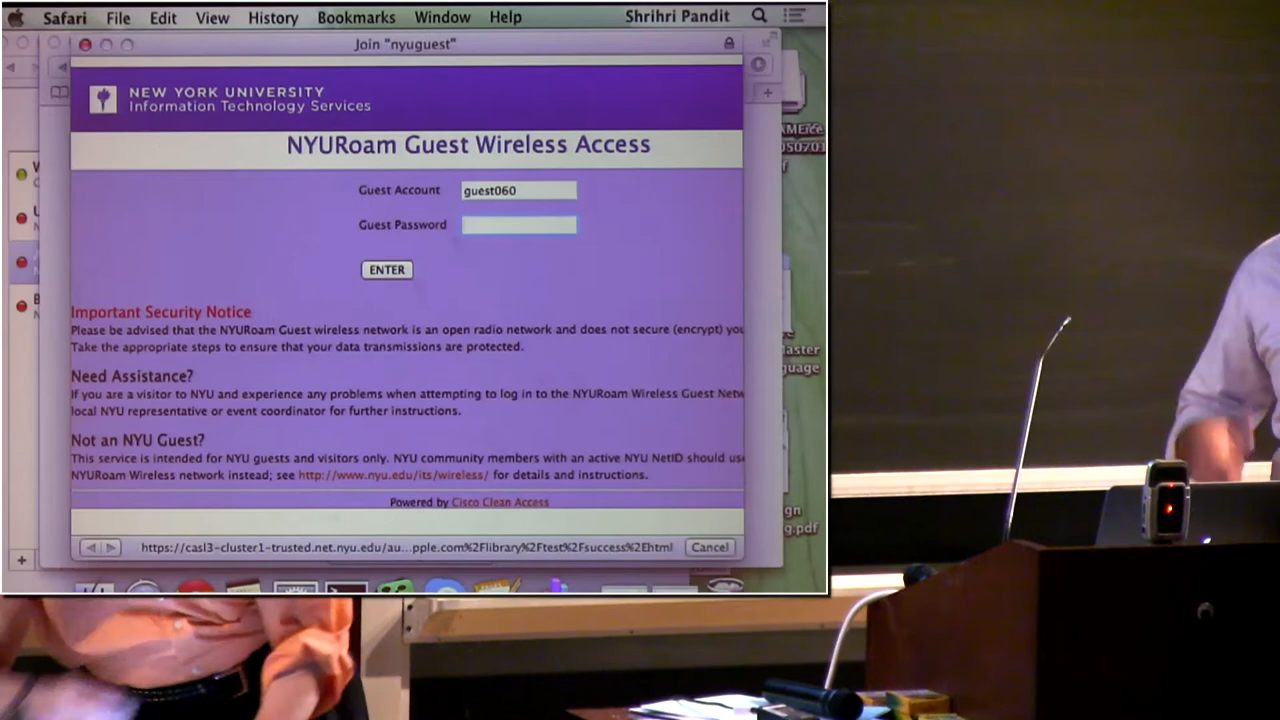 Safari File Edit View History Bookmarks Window Help Shrihri Pandit
Join "nyuguest"
NEW YORK UNIVERSITY
Information Technology Services
NYURoam Guest Wireless Access
Guest Account guest060
Guest Password
ENTER
Important Security Notice
Please be advised that the NYURoam Guest wireless network is an open radio network and does not secure (encrypt) you
Take the appropriate steps to ensure that your data transmissions are protected.
Need Assistance?
If you are a visitor to NYU and experience any problems when attempting to log in to the NYURoam Wireless Guest Netw
local NYU representative or event coordinator for further instructions.
Not an NYU Guest?
This service is intended for NYU guests and visitors only. NYU community members with an active NYU NetID should use
NYURoam Wireless network instead; see http://www.nyu.edu/its/wireless/ for details and instructions.
Powered by Cisco Clean Access
https://casl3-cluster1-trusted.net.nyu.edu/au...pple.com%2Flibrary%2Ftest%2Fsuccess%2Ehtml Cancel
aster
guage
gn
g.pdf